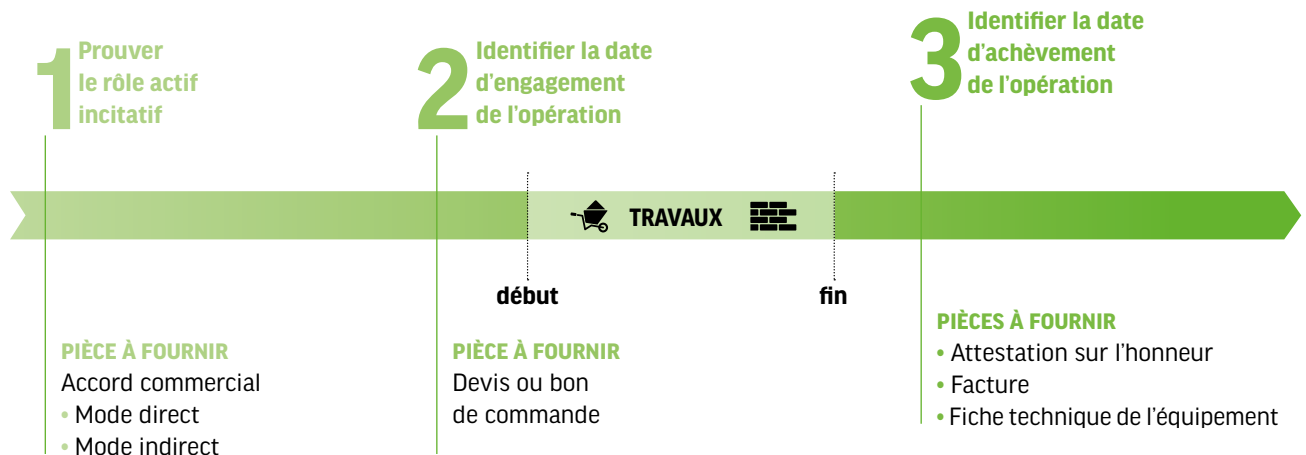 1
Prouver
le rôle actif
incitatif
2
Identifier la date
d'engagement
de l'opération
3
Identifier la date
d'achèvement
de l'opération
TRAVAUX
début
fin
PIÈCE À FOURNIR
Accord commercial
• Mode direct
• Mode indirect
PIÈCE À FOURNIR
Devis ou bon
de commande
PIÈCES À FOURNIR
• Attestation sur l'honneur
• Facture
• Fiche technique de l'équipement